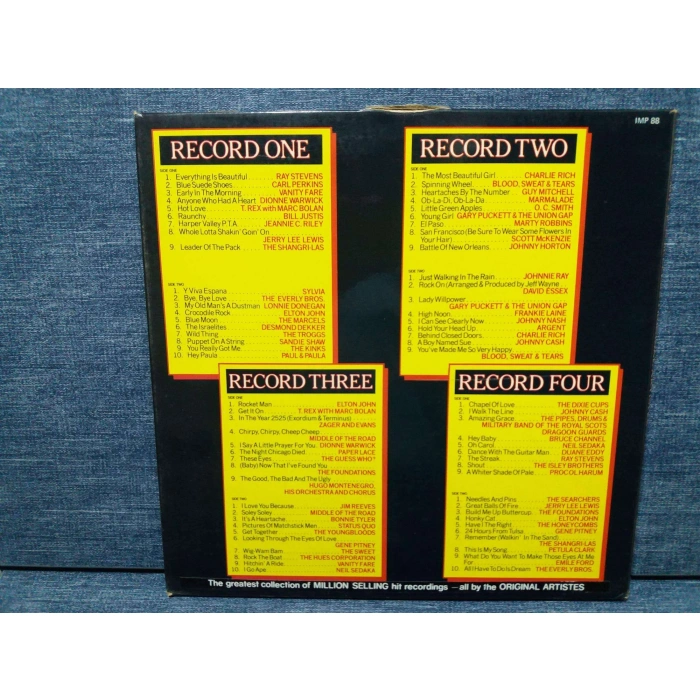 IMP 88
RECORD ONE
SIDE ONE
1. Everything Is Beautiful RAY STEVENS
2. Blue Suede Shoes CARL PERKINS
3. Early In The Morning VANITY FARE
4. Anyone Who Had A Heart DIONNE WARWICK
5. Hot Love T. REX with MARC BOLAN
6. Raunchy BILL JUSTIS
7. Harper Valley P.T.A. JEANNIE C. RILEY
8. Whole Lotta Shakin' Goin' On
JERRY LEE LEWIS
9. Leader Of The Pack THE SHANGRI-LAS
SIDE TWO
1. Y Viva Espana SYLVIA
2. Bye, Bye Love THE EVERLY BROS.
3. My Old Man's A Dustman LONNIE DONEGAN
4. Crocodile Rock ELTON JOHN
5. Blue Moon THE MARCELS
6. The Israelites DESMOND DEKKER
7. Wild Thing THE TROGGS
8. Puppet On A String SANDIE SHAW
9. You Really Got Me THE KINKS
10. Hey Paula PAUL & PAULA
RECORD TWO
SIDE ONE
1. The Most Beautiful Girl CHARLIE RICH
2. Spinning Wheel BLOOD, SWEAT & TEARS
3. Heartaches By The Number GUY MITCHELL
4. Ob-La-Di, Ob-La-Da MARMALADE
5. Little Green Apples O. C. SMITH
6. Young Girl GARY PUCKETT & THE UNION GAP
7. El Paso MARTY ROBBINS
8. San Francisco (Be Sure To Wear Some Flowers In
Your Hair) SCOTT McKENZIE
9. Battle Of New Orleans JOHNNY HORTON
SIDE TWO
1. Just Walking In The Rain JOHNNIE RAY
2. Rock On (Arranged & Produced by Jeff Wayne
DAVID ESSEX
3. Lady Willpower
GARY PUCKETT & THE UNION GAP
4. High Noon FRANKIE LAINE
5. I Can See Clearly Now JOHNNY NASH
6. Hold Your Head Up ARGENT
7. Behind Closed Doors CHARLIE RICH
8. A Boy Named Sue JOHNNY CASH
9. You've Made Me So Very Happy
BLOOD, SWEAT & TEARS
RECORD THREE
SIDE ONE
1. Rocket Man ELTON JOHN
2. Get It On T. REX WITH MARC BOLAN
3. In The Year 2525 (Exordium & Terminus)
ZAGER AND EVANS
4. Chirpy, Chirpy, Cheep Cheep
MIDDLE OF THE ROAD
5. I Say A Little Prayer For You DIONNE WARWICK
6. The Night Chicago Died PAPER LACE
7. These Eyes THE GUESS WHO?
8. (Baby) Now That I've Found You
THE FOUNDATIONS
9. The Good, The Bad And The Ugly
HUGO MONTENEGRO,
HIS ORCHESTRA AND CHORUS
SIDE TWO
1. I Love You Because JIM REEVES
2. Soley Soley MIDDLE OF THE ROAD
3. It's A Heartache BONNIE TYLER
4. Pictures Of Matchstick Men STATUS QUO
5. Get Together THE YOUNGBLOODS
6. Looking Through The Eyes Of Love
GENE PITNEY
7. Wig-Wam Bam THE SWEET
8. Rock The Boat THE HUES CORPORATION
9. Hitchin' A Ride VANITY FARE
10. I Go Ape NEIL SEDAKA
RECORD FOUR
SIDE ONE
1. Chapel Of Love THE DIXIE CUPS
2. I Walk The Line JOHNNY CASH
3. Amazing Grace THE PIPES, DRUMS &
MILITARY BAND OF THE ROYAL SCOTS
DRAGOON GUARDS
4. Hey Baby BRUCE CHANNEL
5. Oh Carol NEIL SEDAKA
6. Dance With The Guitar Man DUANE EDDY
7. The Streak RAY STEVENS
8. Shout THE ISLEY BROTHERS
9. A Whiter Shade Of Pale PROCOL HARUM
SIDE TWO
1. Needles And Pins THE SEARCHERS
2. Great Balls Of Fire JERRY LEE LEWIS
3. Build Me Up Buttercup THE FOUNDATIONS
4. Honky Cat ELTON JOHN
5. Have I The Right THE HONEYCOMBS
6. 24 Hours From Tulsa GENE PITNEY
7. Remember (Walkin' In The Sand)
THE SHANGRI-LAS
8. This Is My Song PETULA CLARK
9. What Do You Want To Make Those Eyes At Me
For EMILE FORD
10. All I Have To Do Is Dream THE EVERLY BROS.
The greatest collection of MILLION SELLING hit recordings – all by the ORIGINAL ARTISTES